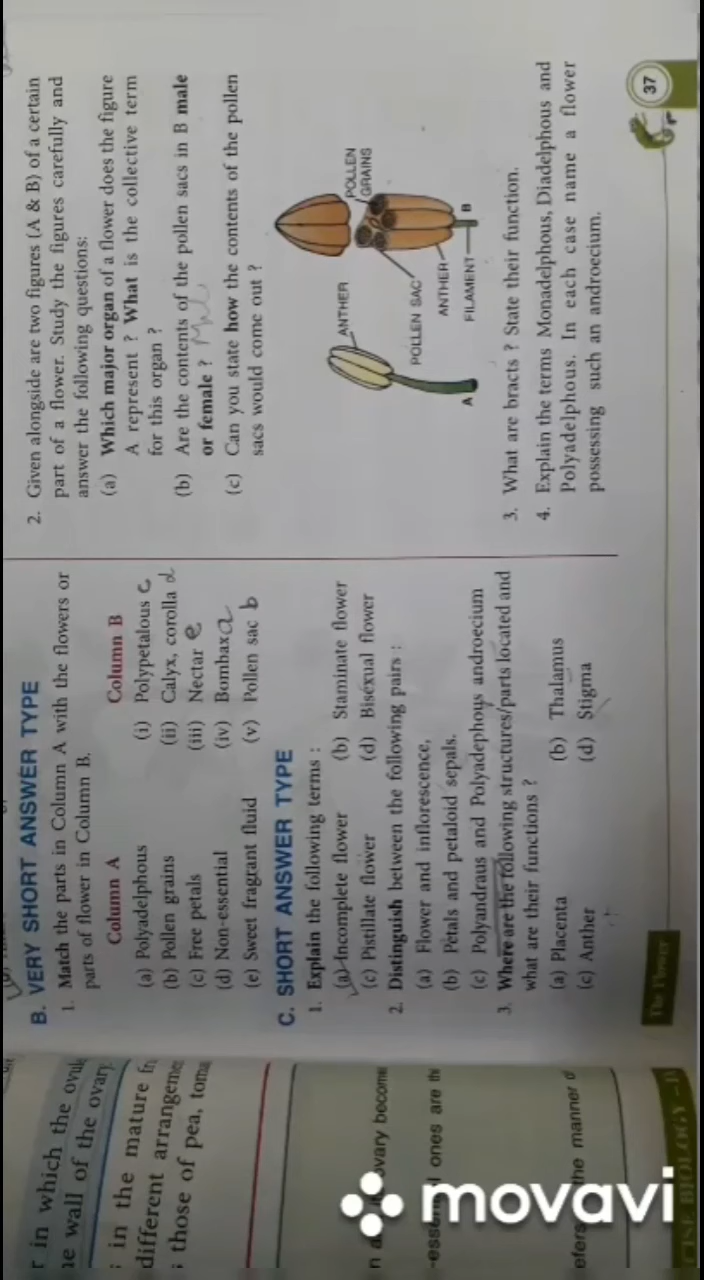 r in which the ovul
he wall of the ovary
in the mature fr
different arrangeme
those of pea, toma
ovary become
ones are th
the manner o
CISE BIOLOGY
B. VERY SHORT ANSWER TYPE
1. Match the parts in Column A with the flowers or
parts of flower in Column B.
Column A Column B
(a) Polyadelphous (i) Polypetalous c
(b) Pollen grains (ii) Calyx, corolla d
(c) Free petals (iii) Nectar e
(d) Non-essential (iv) Bombax a
(e) Sweet fragrant fluid (v) Pollen sac b
C. SHORT ANSWER TYPE
1. Explain the following terms :
(a) Incomplete flower (b) Staminate flower
(c) Pistillate flower (d) Bisexual flower
2. Distinguish between the following pairs :
(a) Flower and inflorescence,
(b) Petals and petaloid sepals.
(c) Polyandraus and Polyadephous androecium
3. Where are the following structures/parts located and
what are their functions ?
(a) Placenta (b) Thalamus
(c) Anther (d) Stigma
The Flower
2. Given alongside are two figures (A & B) of a certain
part of a flower. Study the figures carefully and
answer the following questions:
(a) Which major organ of a flower does the figure
A represent ? What is the collective term
for this organ ?
(b) Are the contents of the pollen sacs in B male
or female ?
(c) Can you state how the contents of the pollen
sacs would come out ?
ANTHER
POLLEN
GRAINS
POLLEN SAC
ANTHER
FILAMENT
A
B
3. What are bracts ? State their function.
4. Explain the terms Monadelphous, Diadelphous and
Polyadelphous. In each case name a flower
possessing such an androecium.
37
movavi